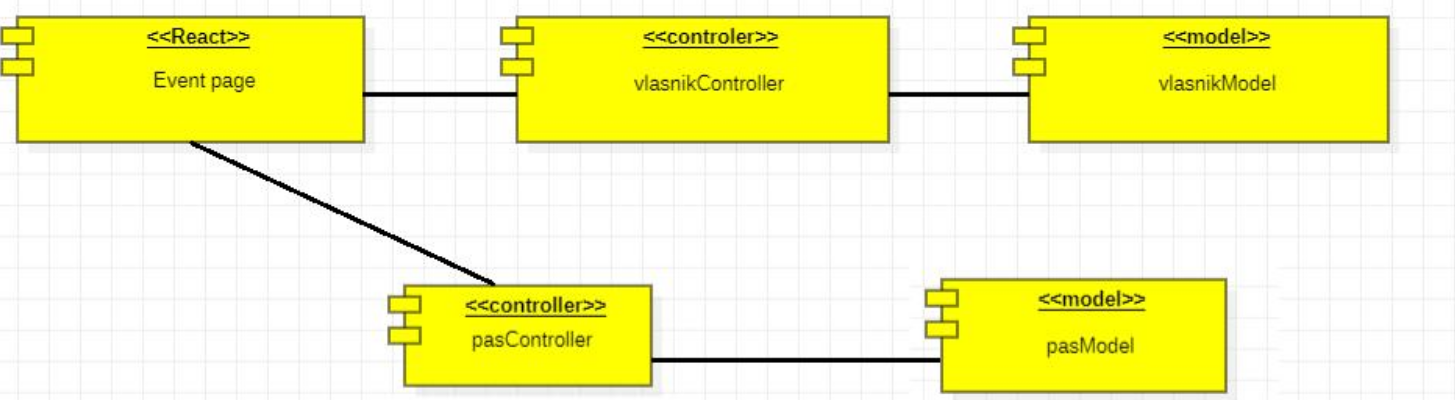 <<React>>
Event page
<<controler>>
vlasnikController
<<model>>
vlasnikModel
<<controller>>
pasController
<<model>>
pasModel